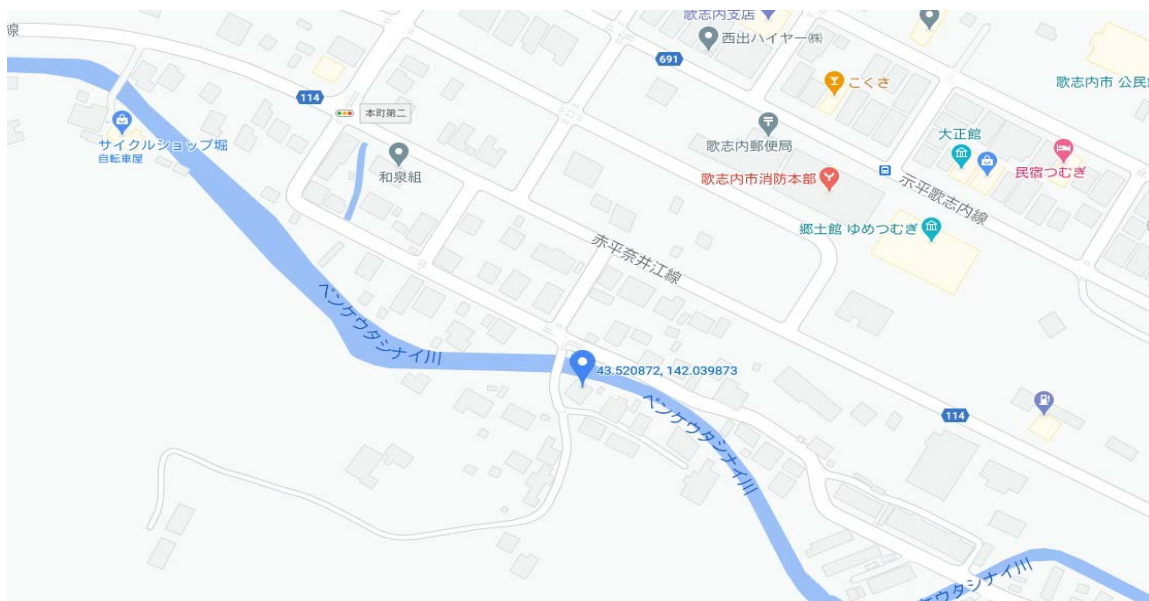 歌志内支店
線
西出ハイヤー㈱
691
こくさ
歌志内市 公民館
114
本町第二
サイクルショップ堀
自転車屋
歌志内郵便局
大正館
和泉組
歌志内市消防本部
民宿つむぎ
示平歌志内線
郷土館 ゆめつむぎ
赤平奈井江線
ペンケウタシナイ川
43.520872, 142.039873
ペンケウタシナイ川
114
ペンケウタシナイ川